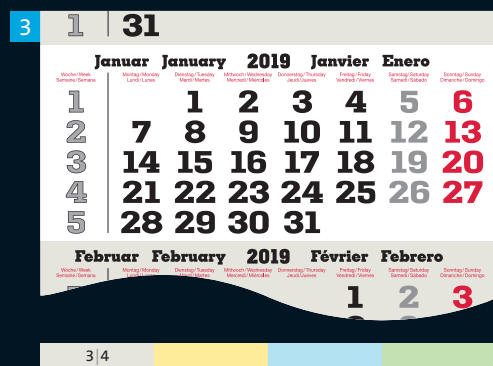 3
1 31
Januar January 2019 Janvier Enero
Woche/Week Montag/Monday Dienstag/Tuesday Mittwoch/Wednesday Donnerstag/Thursday Freitag/Friday Samstag/Saturday Sonntag/Sunday
Semaine/Semana Lundi/Lunes Mardi/Martes Mercredi/Miércoles Jeudi/Jueves Vendredi/Viernes Samedi/Sábado Dimanche/Domingo
1 1 2 3 4 5 6
2 7 8 9 10 11 12 13
3 14 15 16 17 18 19 20
4 21 22 23 24 25 26 27
5 28 29 30 31
Februar February 2019 Février Febrero
Woche/Week Montag/Monday Dienstag/Tuesday Mittwoch/Wednesday Donnerstag/Thursday Freitag/Friday Samstag/Saturday Sonntag/Sunday
Semaine/Semana Lundi/Lunes Mardi/Martes Mercredi/Miércoles Jeudi/Jueves Vendredi/Viernes Samedi/Sábado Dimanche/Domingo
1 2 3
3|4